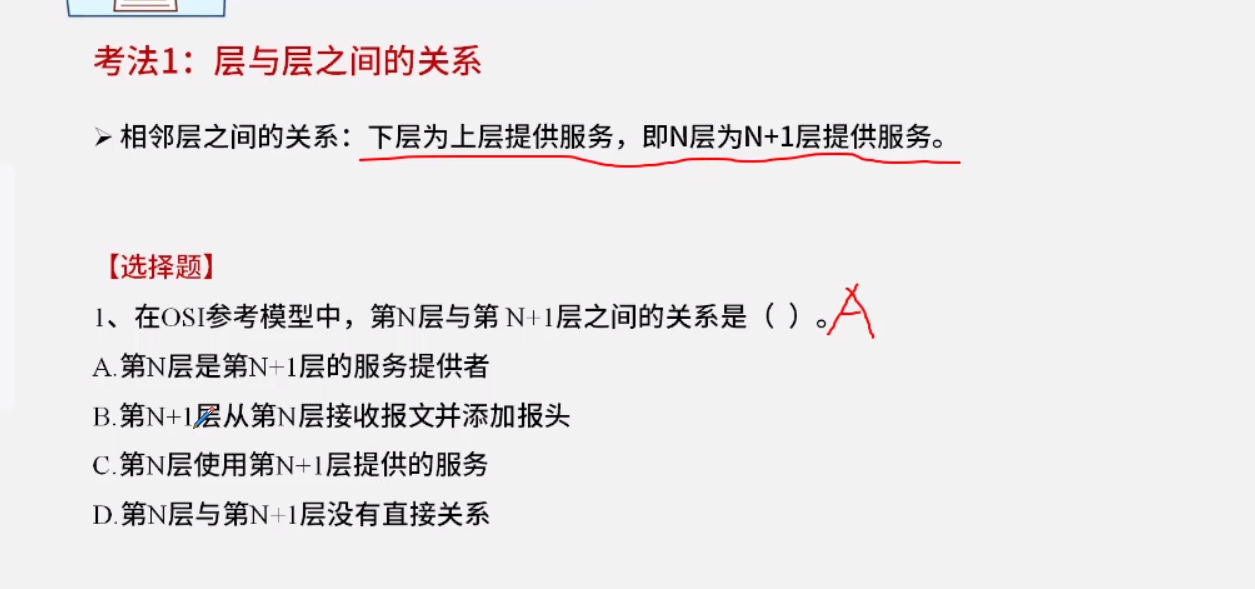 考法1：层与层之间的关系
➢ 相邻层之间的关系：下层为上层提供服务，即N层为N+1层提供服务。
【选择题】
1、在OSI参考模型中，第N层与第 N+1层之间的关系是（ ）。A
A.第N层是第N+1层的服务提供者
B.第N+1层从第N层接收报文并添加报头
C.第N层使用第N+1层提供的服务
D.第N层与第N+1层没有直接关系